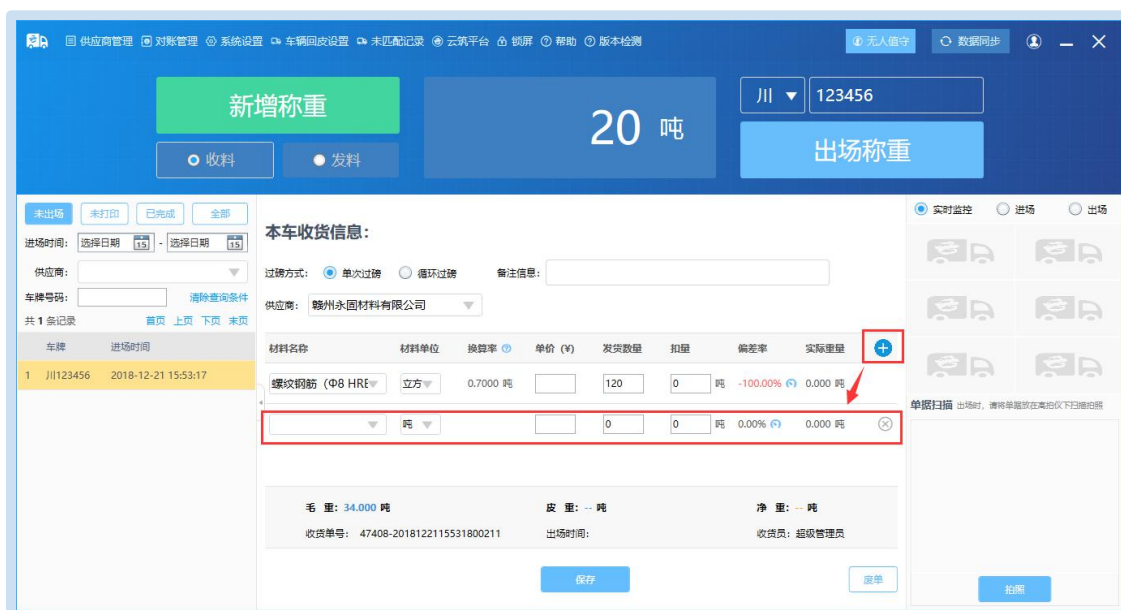 供应商管理 对账管理 系统设置 车辆回皮设置 未匹配记录 云筑平台 锁屏 帮助 版本检测 无人值守 数据同步
新增称重
收料 发料
20 吨
川 123456
出场称重
未出场 未打印 已完成 全部
进场时间: 选择日期 15 - 选择日期 15
供应商:
车牌号码: 清除查询条件
共 1 条记录 首页 上页 下页 末页
车牌 进场时间
1 川123456 2018-12-21 15:53:17
本车收货信息:
过磅方式: 单次过磅 循环过磅 备注信息:
供应商: 赣州永固材料有限公司
材料名称 材料单位 换算率 单价 (¥) 发货数量 扣量 偏差率 实际重量
螺纹钢筋 (Φ8 HRE 立方 0.7000 吨 120 0 吨 -100.00% 0.000 吨
吨 0 0 吨 0.00% 0.000 吨
毛 重: 34.000 吨 皮 重: -- 吨 净 重: -- 吨
收货单号: 47408-2018122115531800211 出场时间: 收货员: 超级管理员
保存 废单
实时监控 进场 出场
单据扫描 出场时, 请将单据放在高拍仪下扫描拍照
拍照